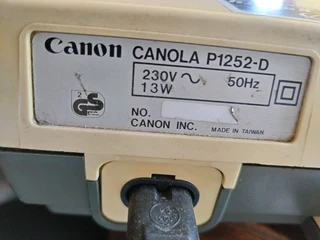 Canon CANOLA P1252-D
230V ~ 50Hz
13W
NO.
CANON INC. MADE IN TAIWAN